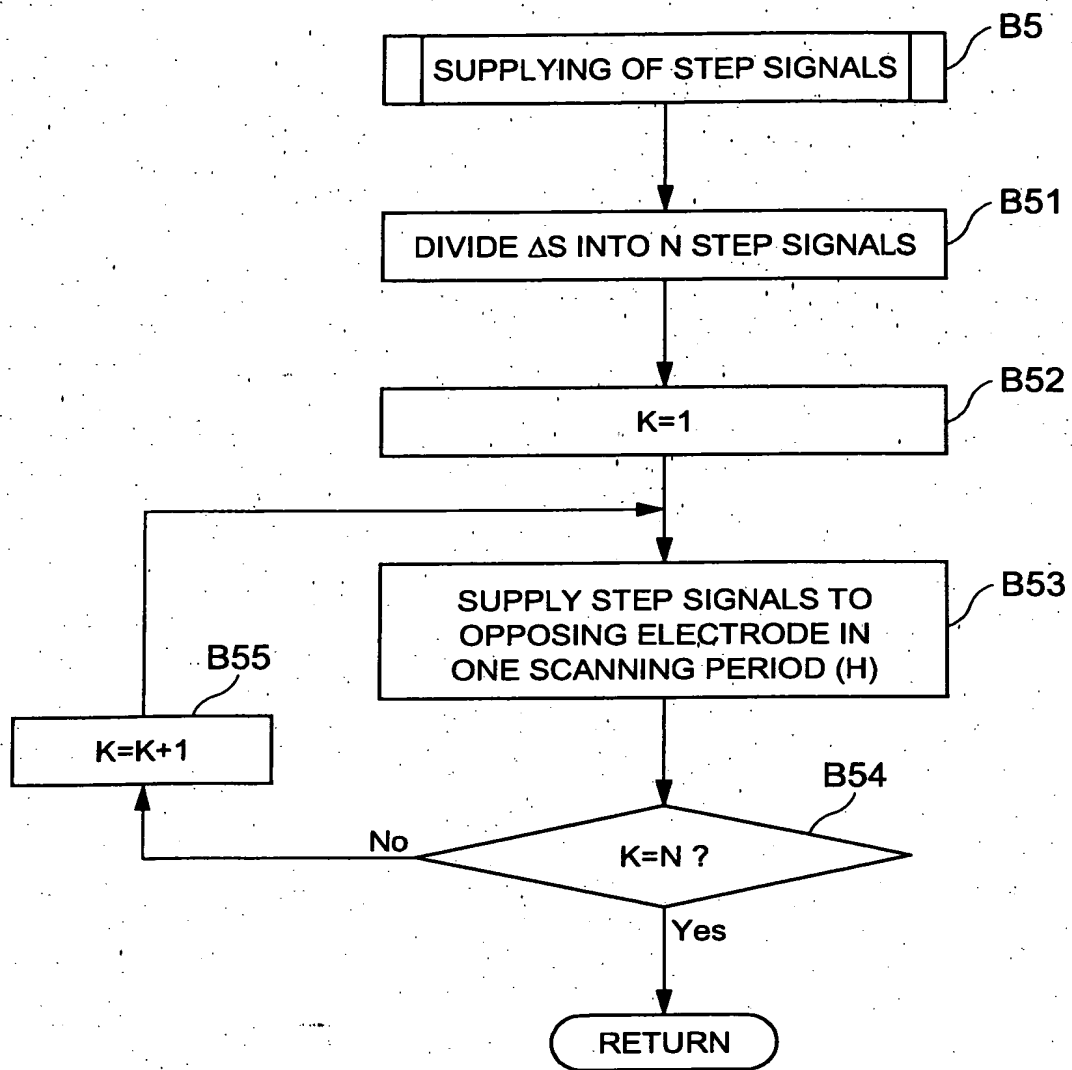 B5
SUPPLYING OF STEP SIGNALS
B51
DIVIDE ΔS INTO N STEP SIGNALS
B52
K=1
B53
SUPPLY STEP SIGNALS TO
OPPOSING ELECTRODE IN
ONE SCANNING PERIOD (H)
B55
K=K+1
B54
No
K=N ?
Yes
RETURN